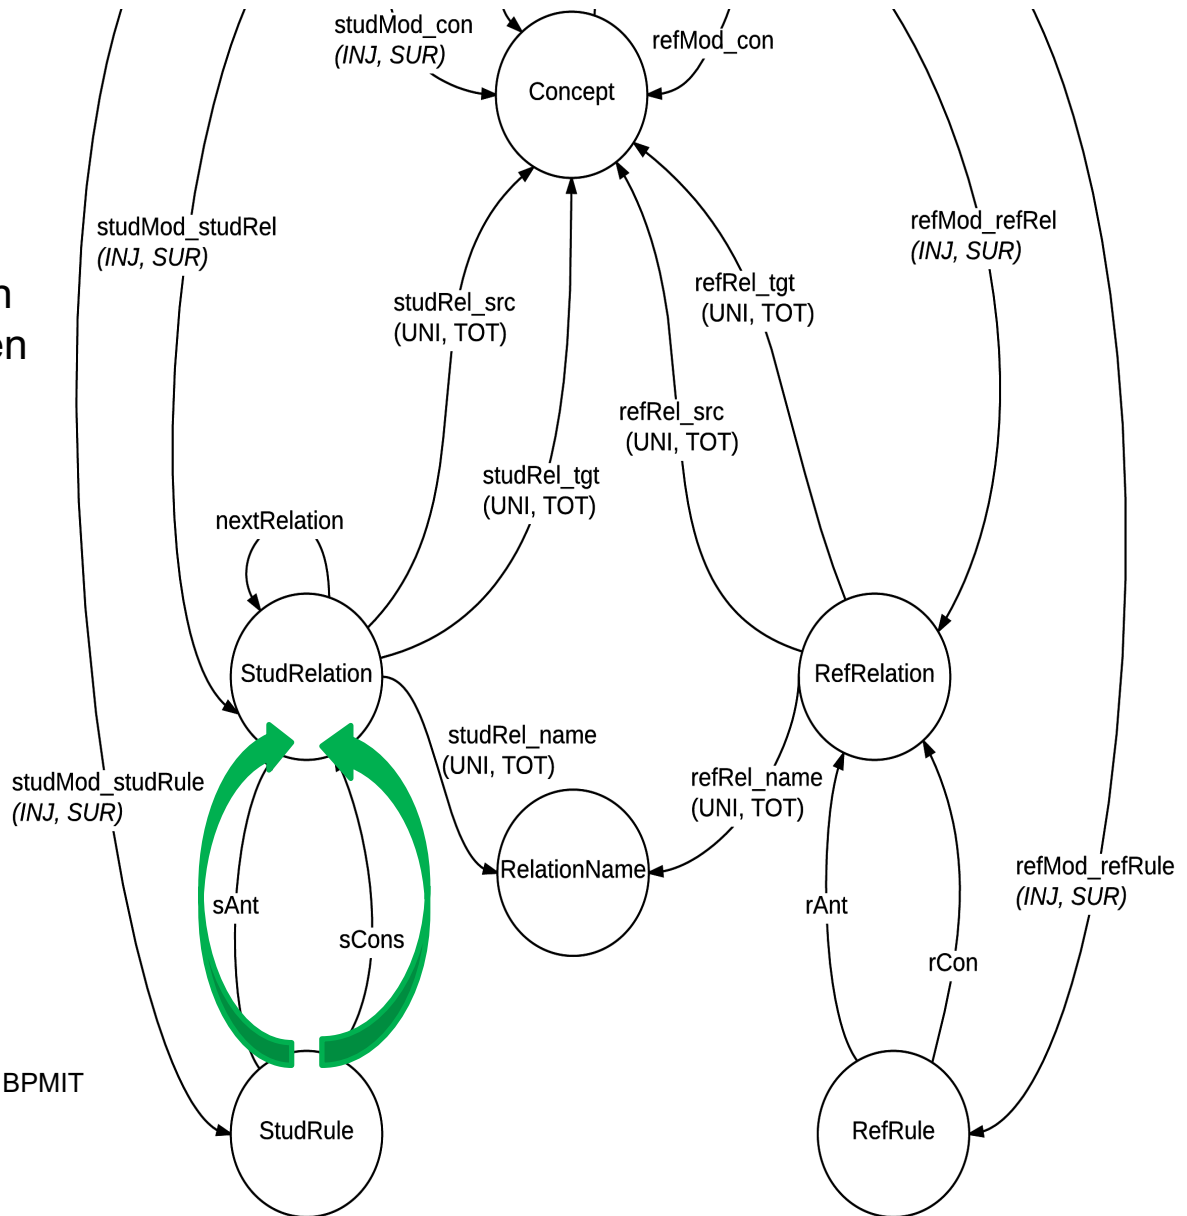 studMod_con
(INJ, SUR)
refMod_con
Concept
studMod_studRel
(INJ, SUR)
refMod_refRel
(INJ, SUR)
n
en
studRel_src
(UNI, TOT)
refRel_tgt
(UNI, TOT)
refRel_src
(UNI, TOT)
studRel_tgt
(UNI, TOT)
nextRelation
StudRelation
RefRelation
studRel_name
(UNI, TOT)
studMod_studRule
(INJ, SUR)
refRel_name
(UNI, TOT)
RelationName
refMod_refRule
(INJ, SUR)
sAnt
sCons
rAnt
rCon
BPMIT
StudRule
RefRule